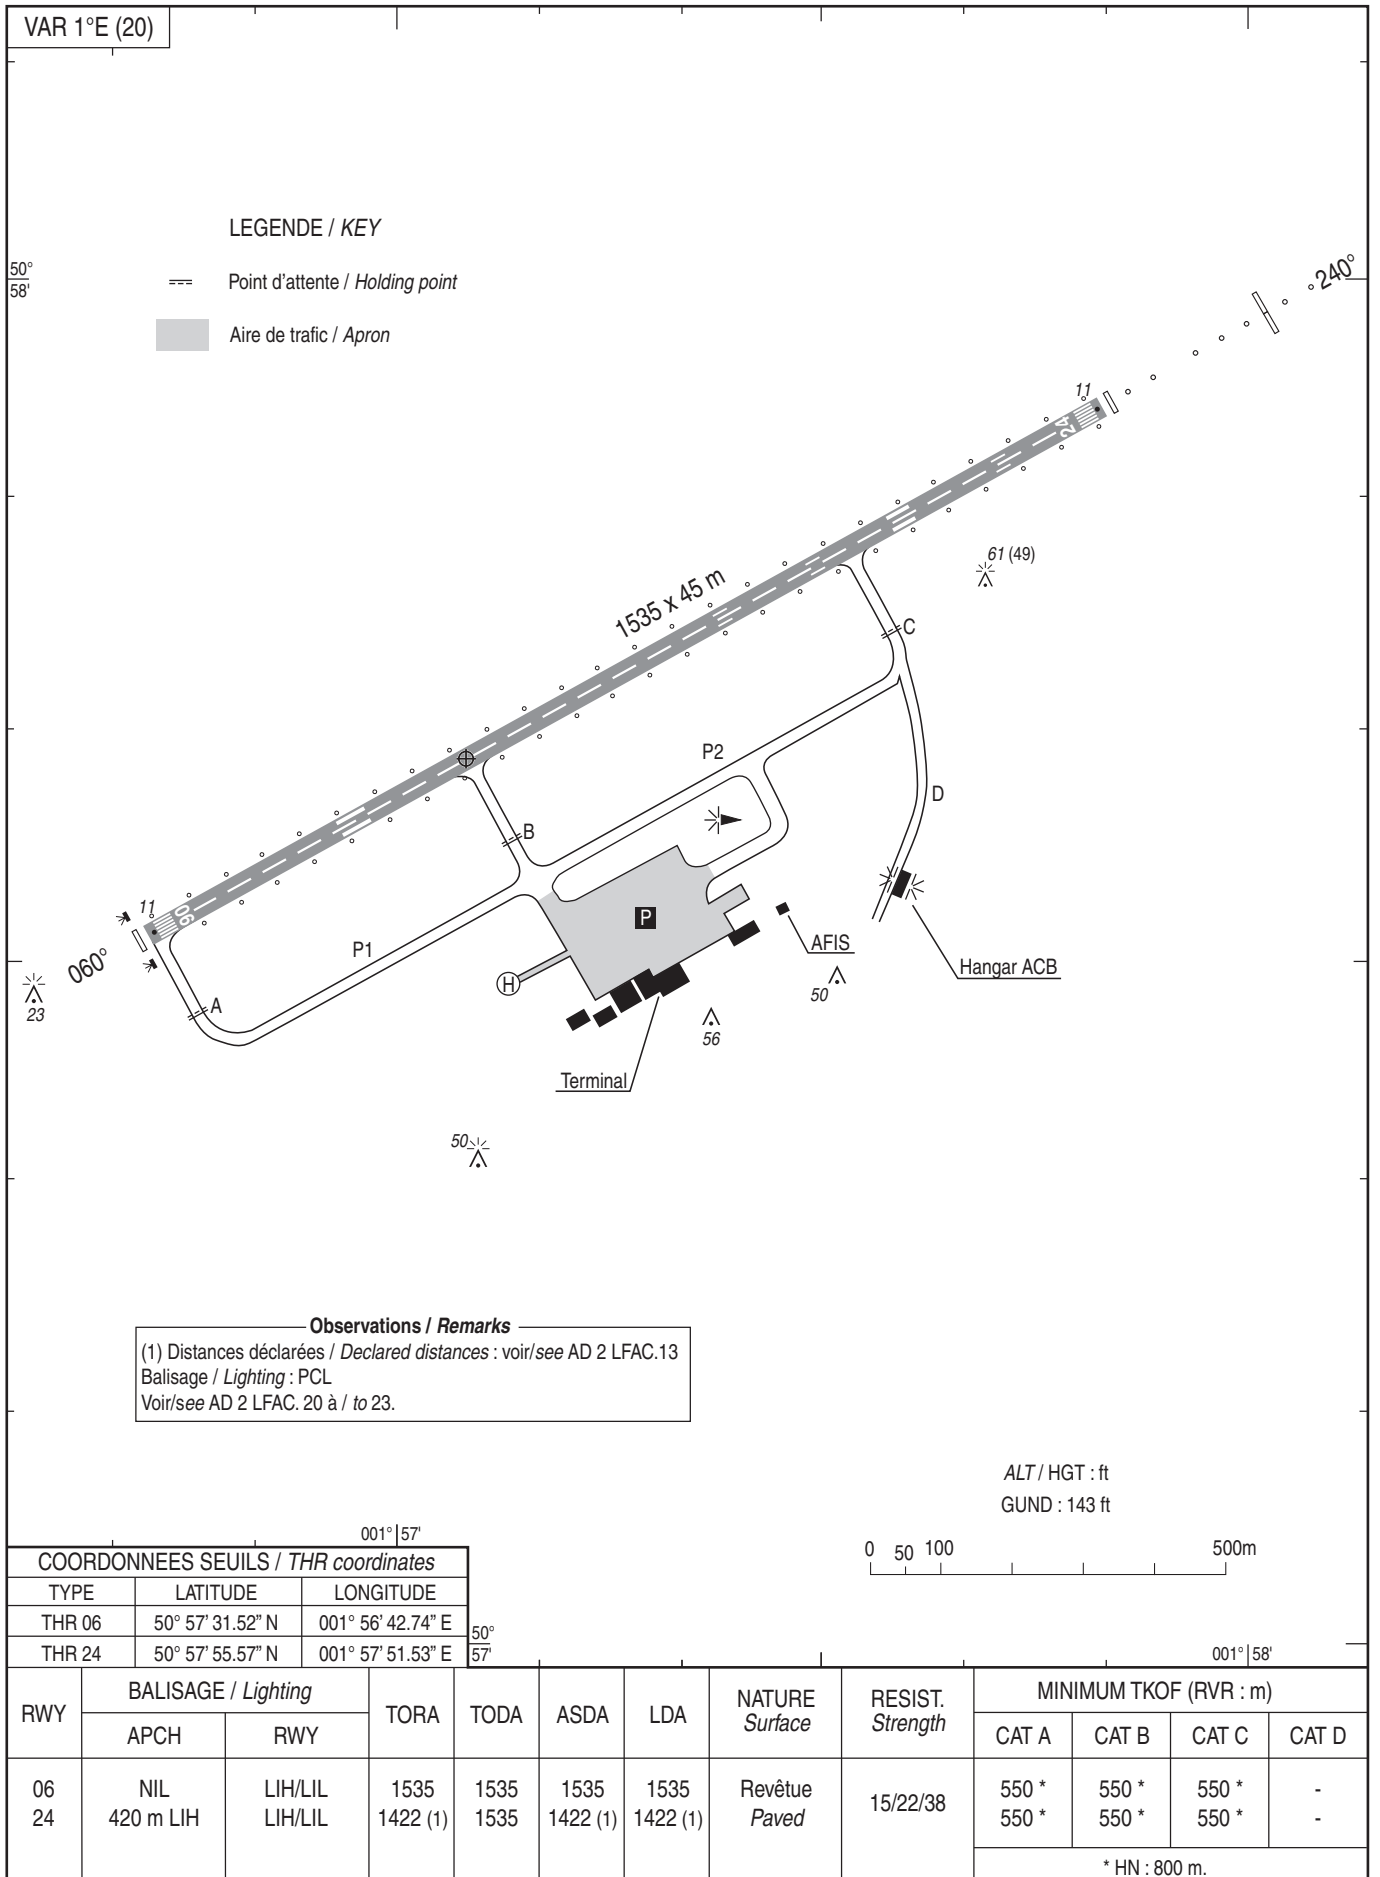 VAR 1°E (20)
LEGENDE / KEY
50°
58'
Point d'attente / Holding point
Aire de trafic / Apron
240°
11
24
61 (49)
1535 x 45 m
C
P2
D
B
11
06
P
P1
AFIS
060°
Hangar ACB
H
50
A
23
56
Terminal
50
Observations / Remarks
(1) Distances déclarées / Declared distances : voir/see AD 2 LFAC.13
Balisage / Lighting : PCL
Voir/see AD 2 LFAC. 20 à / to 23.
ALT / HGT : ft
GUND : 143 ft
001° 57'
0 50 100 500m
COORDONNEES SEUILS / THR coordinates
TYPE LATITUDE LONGITUDE
THR 06 50° 57’ 31.52” N 001° 56’ 42.74” E
THR 24 50° 57’ 55.57” N 001° 57’ 51.53” E
50°
57'
001° 58'
RWY BALISAGE / Lighting TORA TODA ASDA LDA NATURE RESIST. MINIMUM TKOF (RVR : m)
Surface Strength
APCH RWY CAT A CAT B CAT C CAT D
06 NIL LIH/LIL 1535 1535 1535 1535 Revêtue 15/22/38 550 * 550 * 550 * -
24 420 m LIH LIH/LIL 1422 (1) 1535 1422 (1) 1422 (1) Paved 550 * 550 * 550 * -
* HN : 800 m.